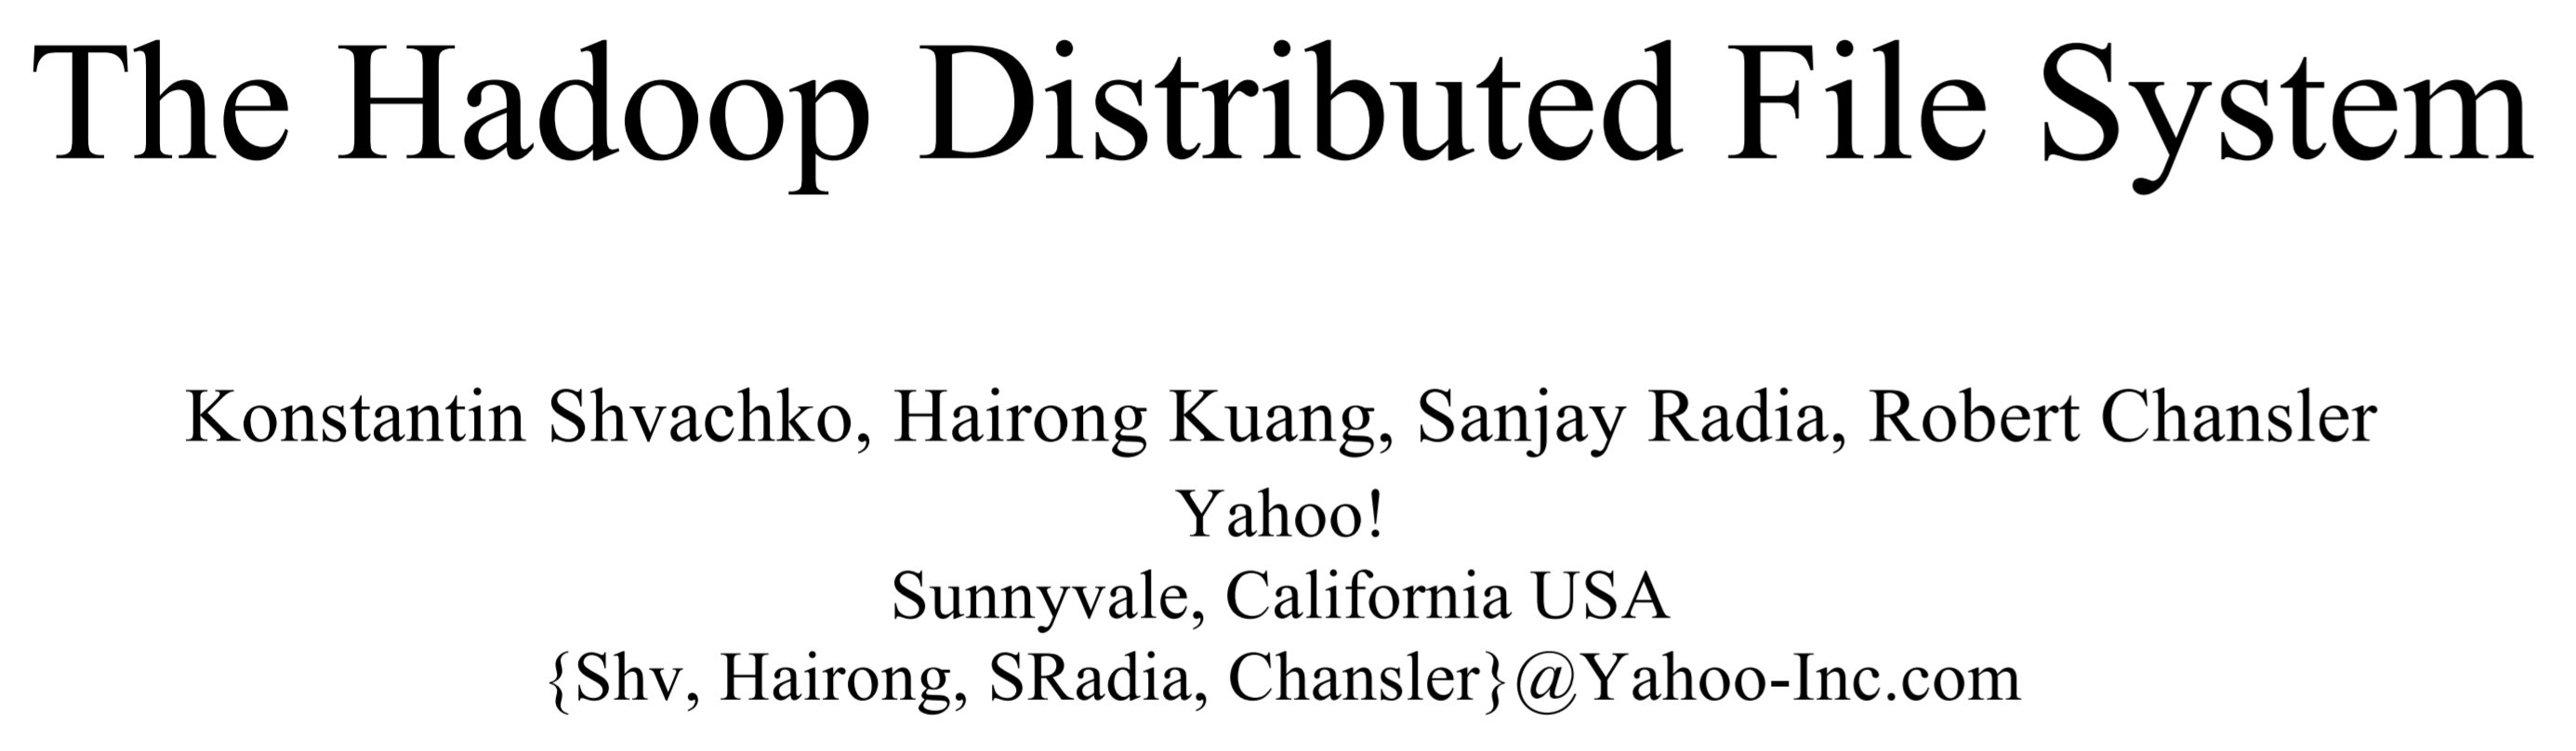 The Hadoop Distributed File System
Konstantin Shvachko, Hairong Kuang, Sanjay Radia, Robert Chansler
Yahoo!
Sunnyvale, California USA
{Shv, Hairong, SRadia, Chansler}@Yahoo-Inc.com